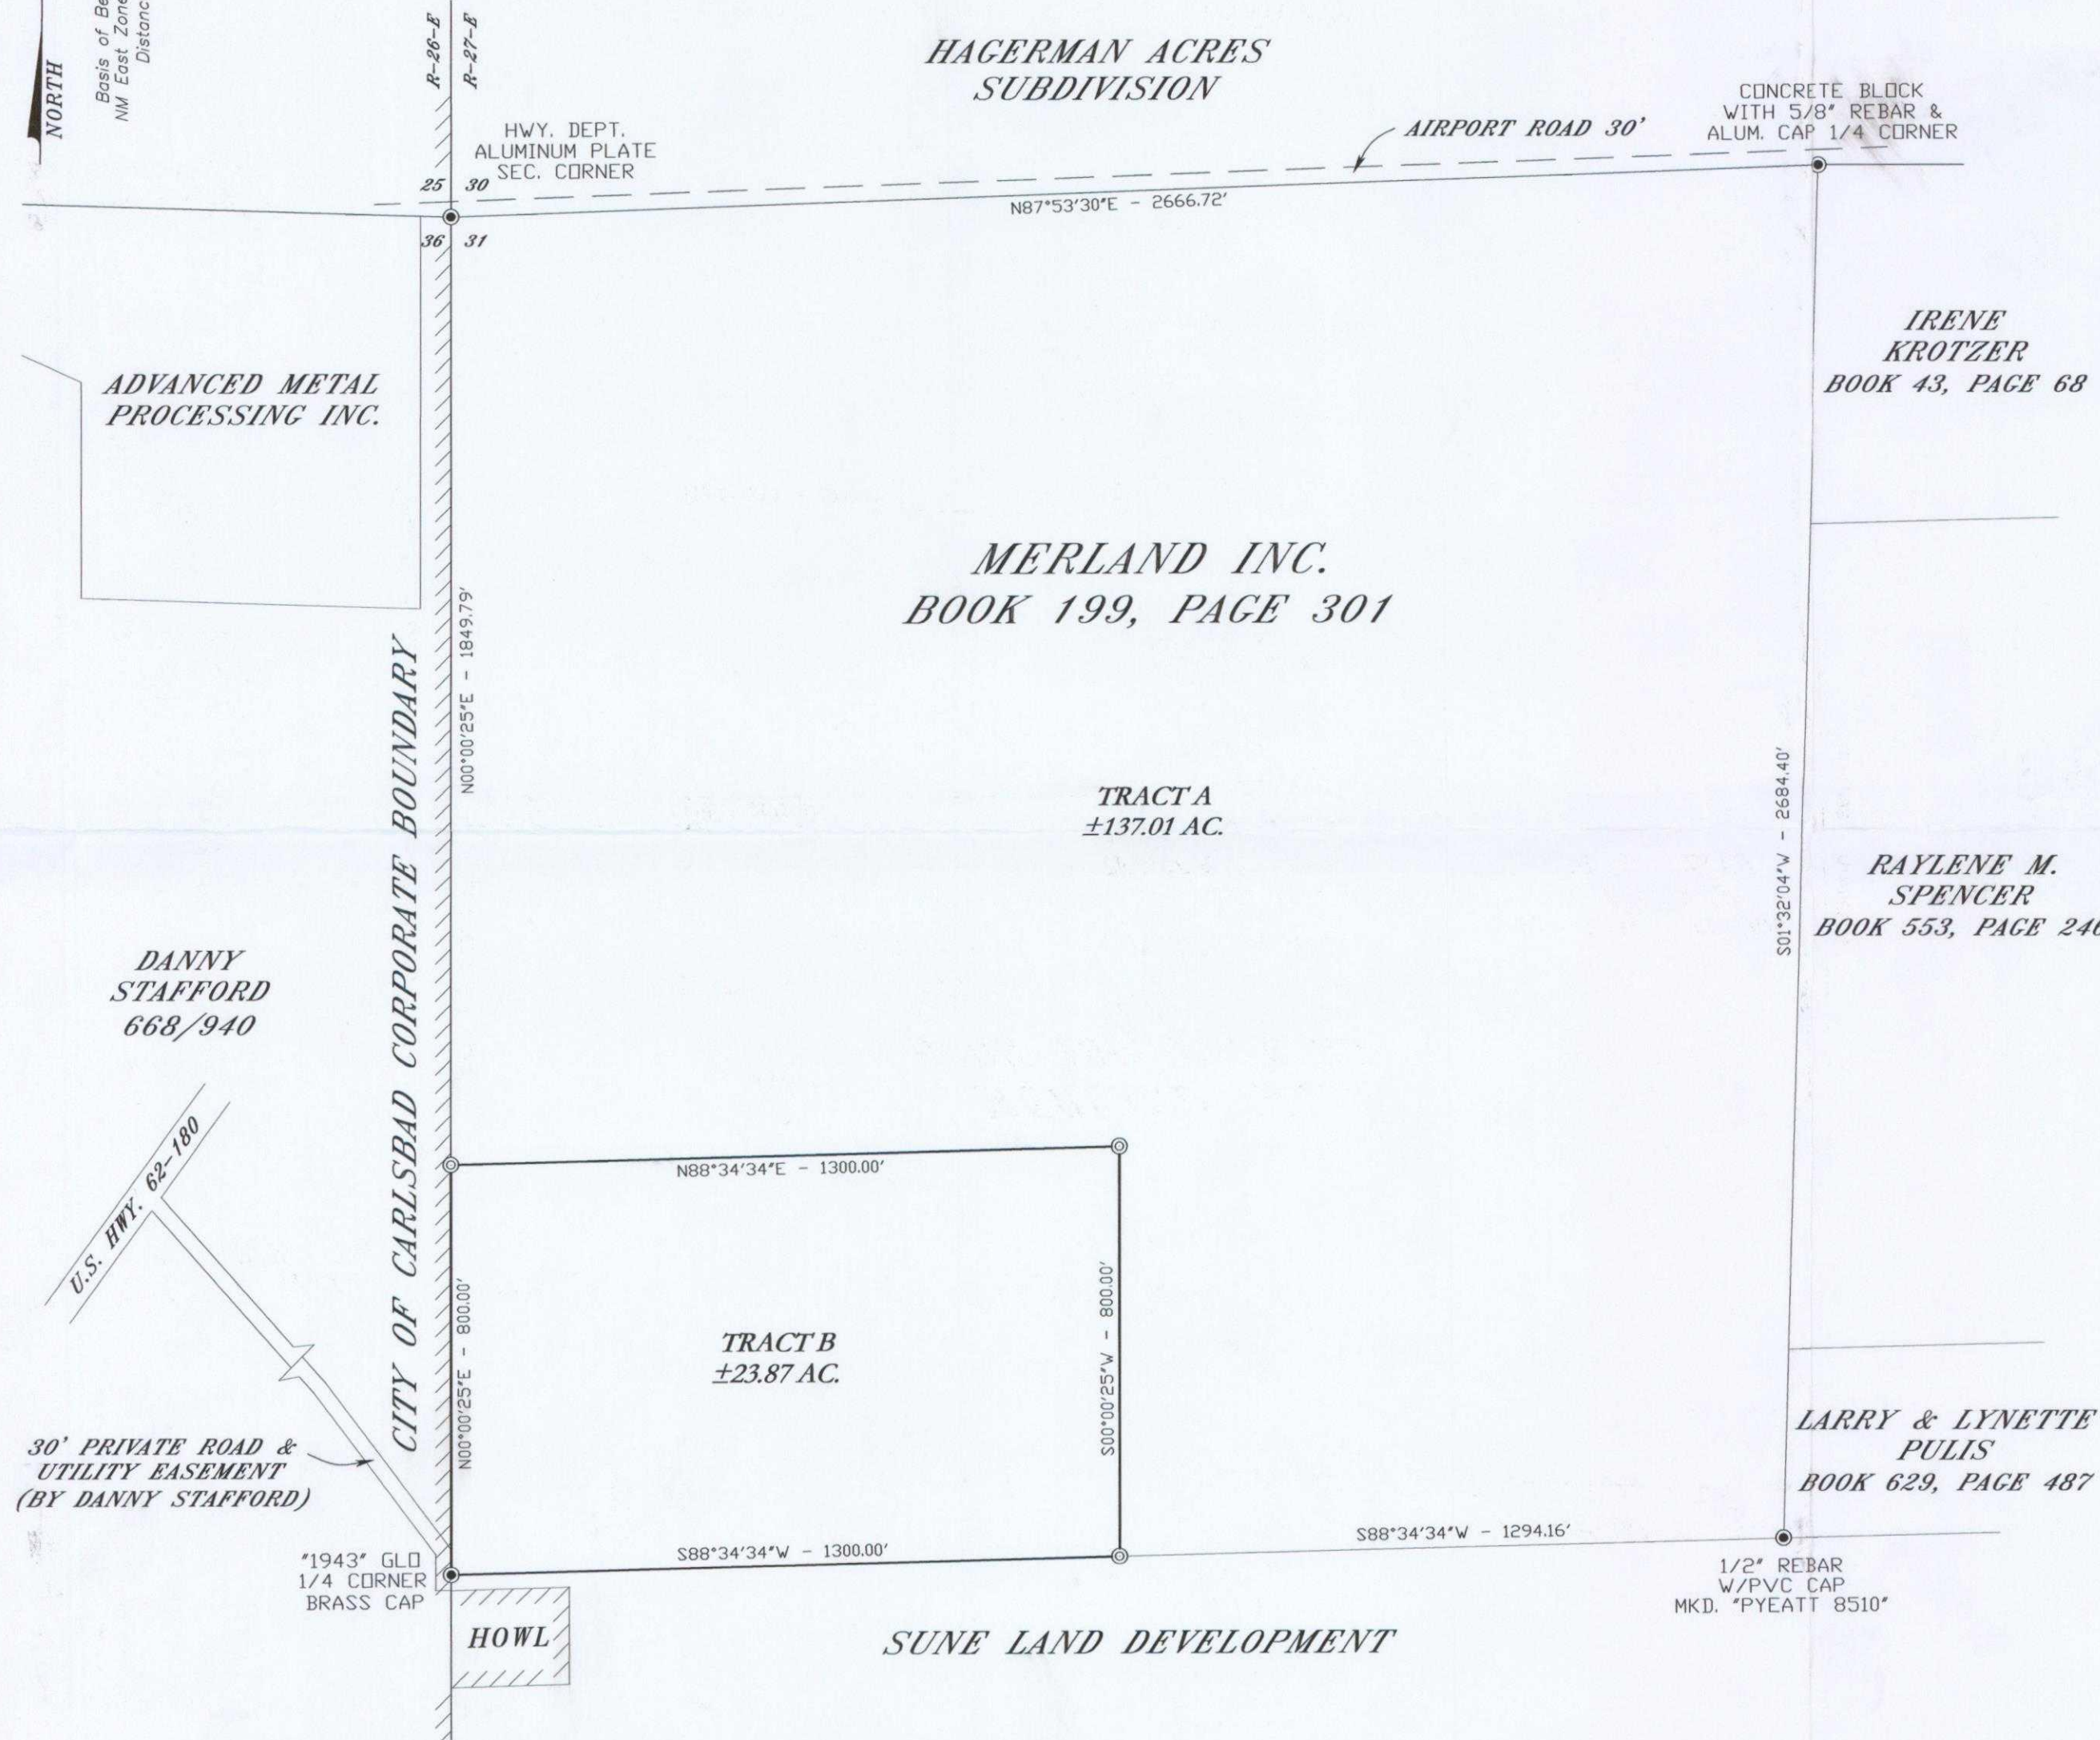 NORTH
Basis of
NM East Zone
R-26-E
R-27-E
HAGERMAN ACRES
SUBDIVISION
HWY. DEPT.
ALUMINUM PLATE
SEC. CORNER
AIRPORT ROAD 30'
CONCRETE BLOCK
WITH 5/8" REBAR &
ALUM. CAP 1/4 CORNER
25 30
36 31
N87°53'30"E - 2666.72'
ADVANCED METAL
PROCESSING INC.
IRENE
KROTZER
BOOK 43, PAGE 68
MERLAND INC.
BOOK 199, PAGE 301
N00°00'25"E - 1849.79'
CITY OF CARLSBAD CORPORATE BOUNDARY
TRACT A
±137.01 AC.
S01°32'04"W - 2684.40'
RAYLENE M.
SPENCER
BOOK 553, PAGE
DANNY
STAFFORD
668/940
U.S. HWY. 62-180
N88°34'34"E - 1300.00'
N00°00'25"E - 800.00'
TRACT B
±23.87 AC.
S00°00'25"W - 800.00'
30' PRIVATE ROAD &
UTILITY EASEMENT
(BY DANNY STAFFORD)
LARRY & LYNETTE
PULIS
BOOK 629, PAGE 487
"1943" GLO
1/4 CORNER
BRASS CAP
S88°34'34"W - 1300.00'
S88°34'34"W - 1294.16'
1/2" REBAR
W/PVC CAP
MKD. "PYEATT 8510"
HOWL
SUNE LAND DEVELOPMENT